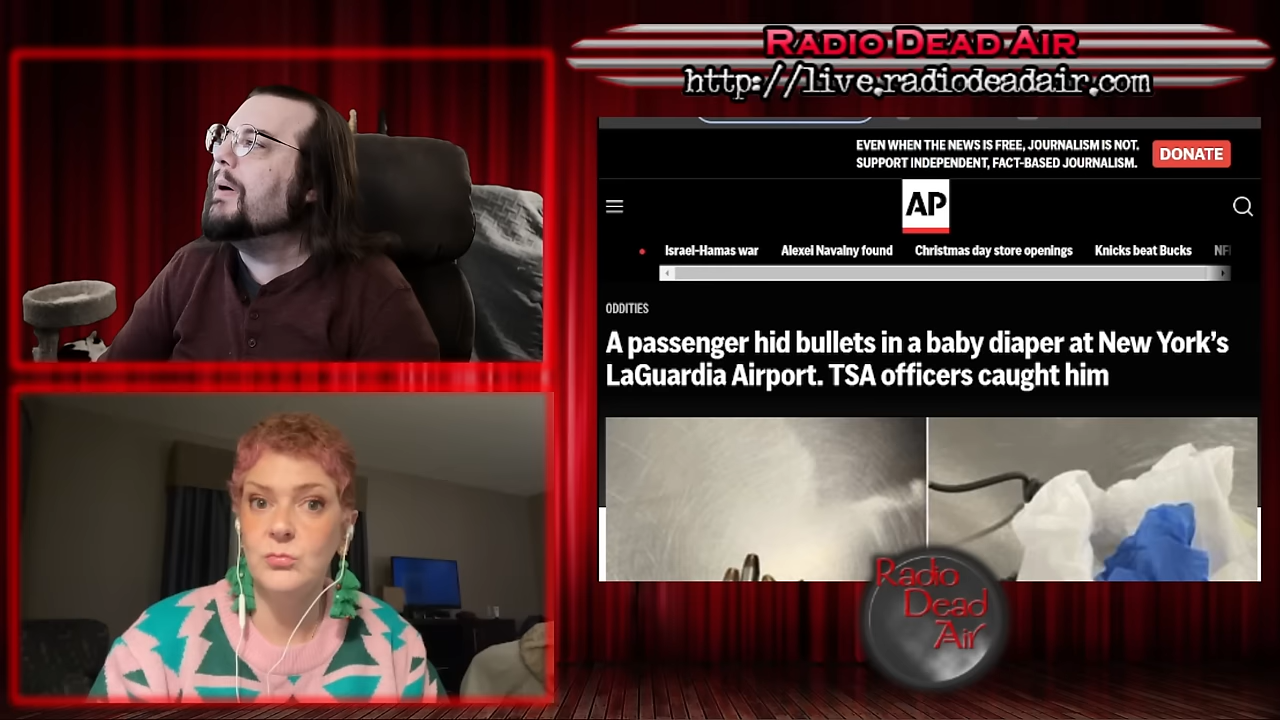 Radio Dead Air
http://live.radiodeadair.com
EVEN WHEN THE NEWS IS FREE, JOURNALISM IS NOT.
SUPPORT INDEPENDENT, FACT-BASED JOURNALISM.
DONATE
AP
Israel-Hamas war
Alexei Navalny found
Christmas day store openings
Knicks beat Bucks
NF
ODDITIES
A passenger hid bullets in a baby diaper at New York's
LaGuardia Airport. TSA officers caught him
Radio
Dead
Air